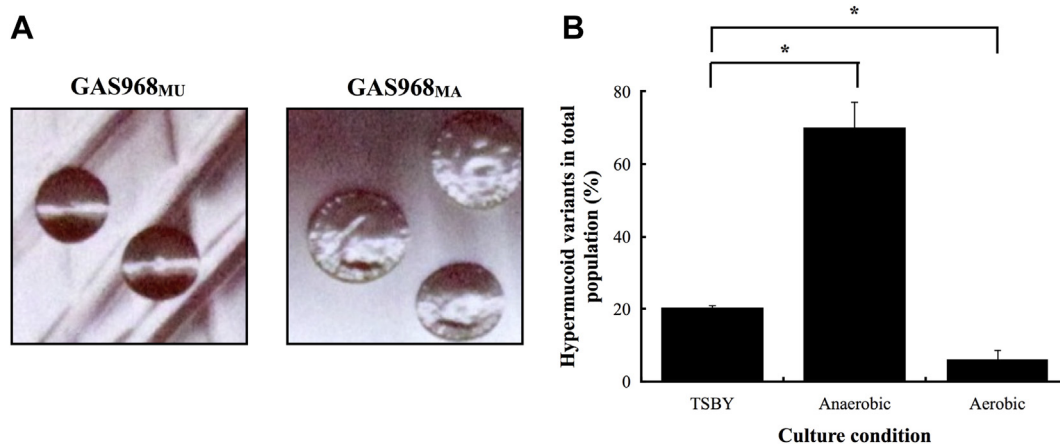 A
GAS968MU
GAS968MA
B
*
*
Hypermucoid variants in total
population (%)
80
60
40
20
0
TSBY Anaerobic Aerobic
Culture condition